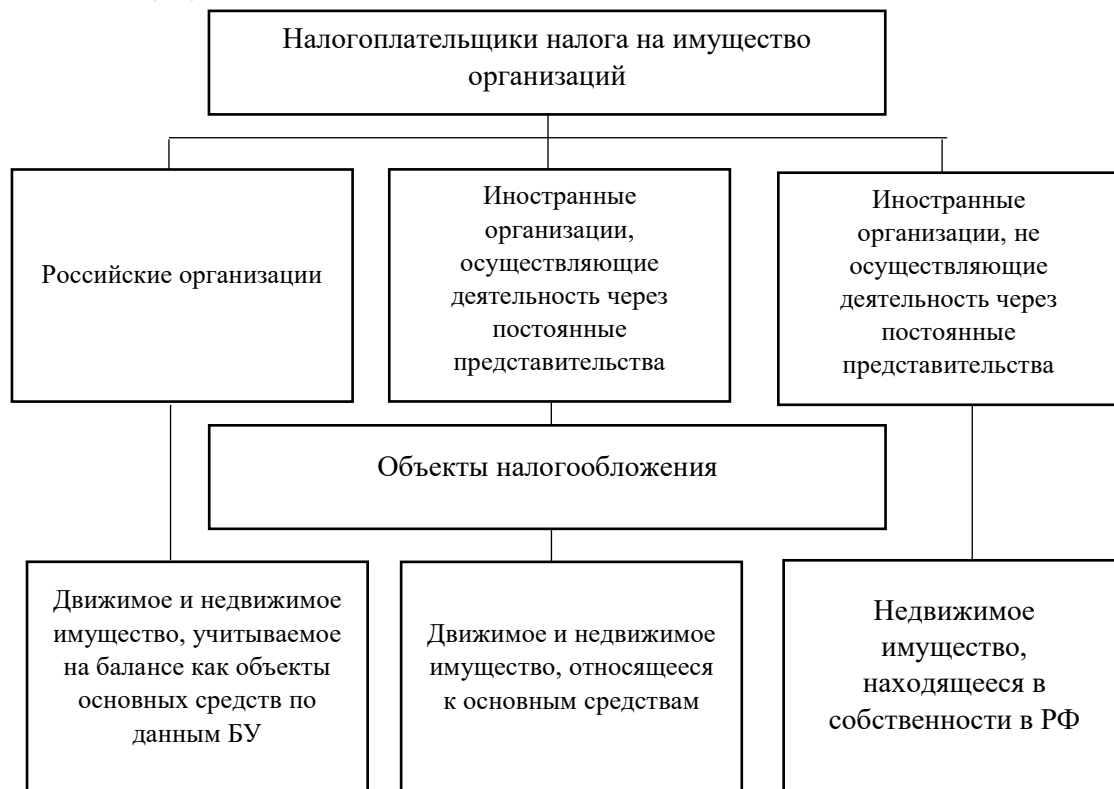 Налогоплательщики налога на имущество
организаций
Российские организации
Иностранные
организации,
осуществляющие
деятельность через
постоянные
представительства
Иностранные
организации, не
осуществляющие
деятельность через
постоянные
представительства
Объекты налогообложения
Движимое и недвижимое
имущество, учитываемое
на балансе как объекты
основных средств по
данным БУ
Движимое и недвижимое
имущество, относящееся
к основным средствам
Недвижимое
имущество,
находящееся в
собственности в РФ